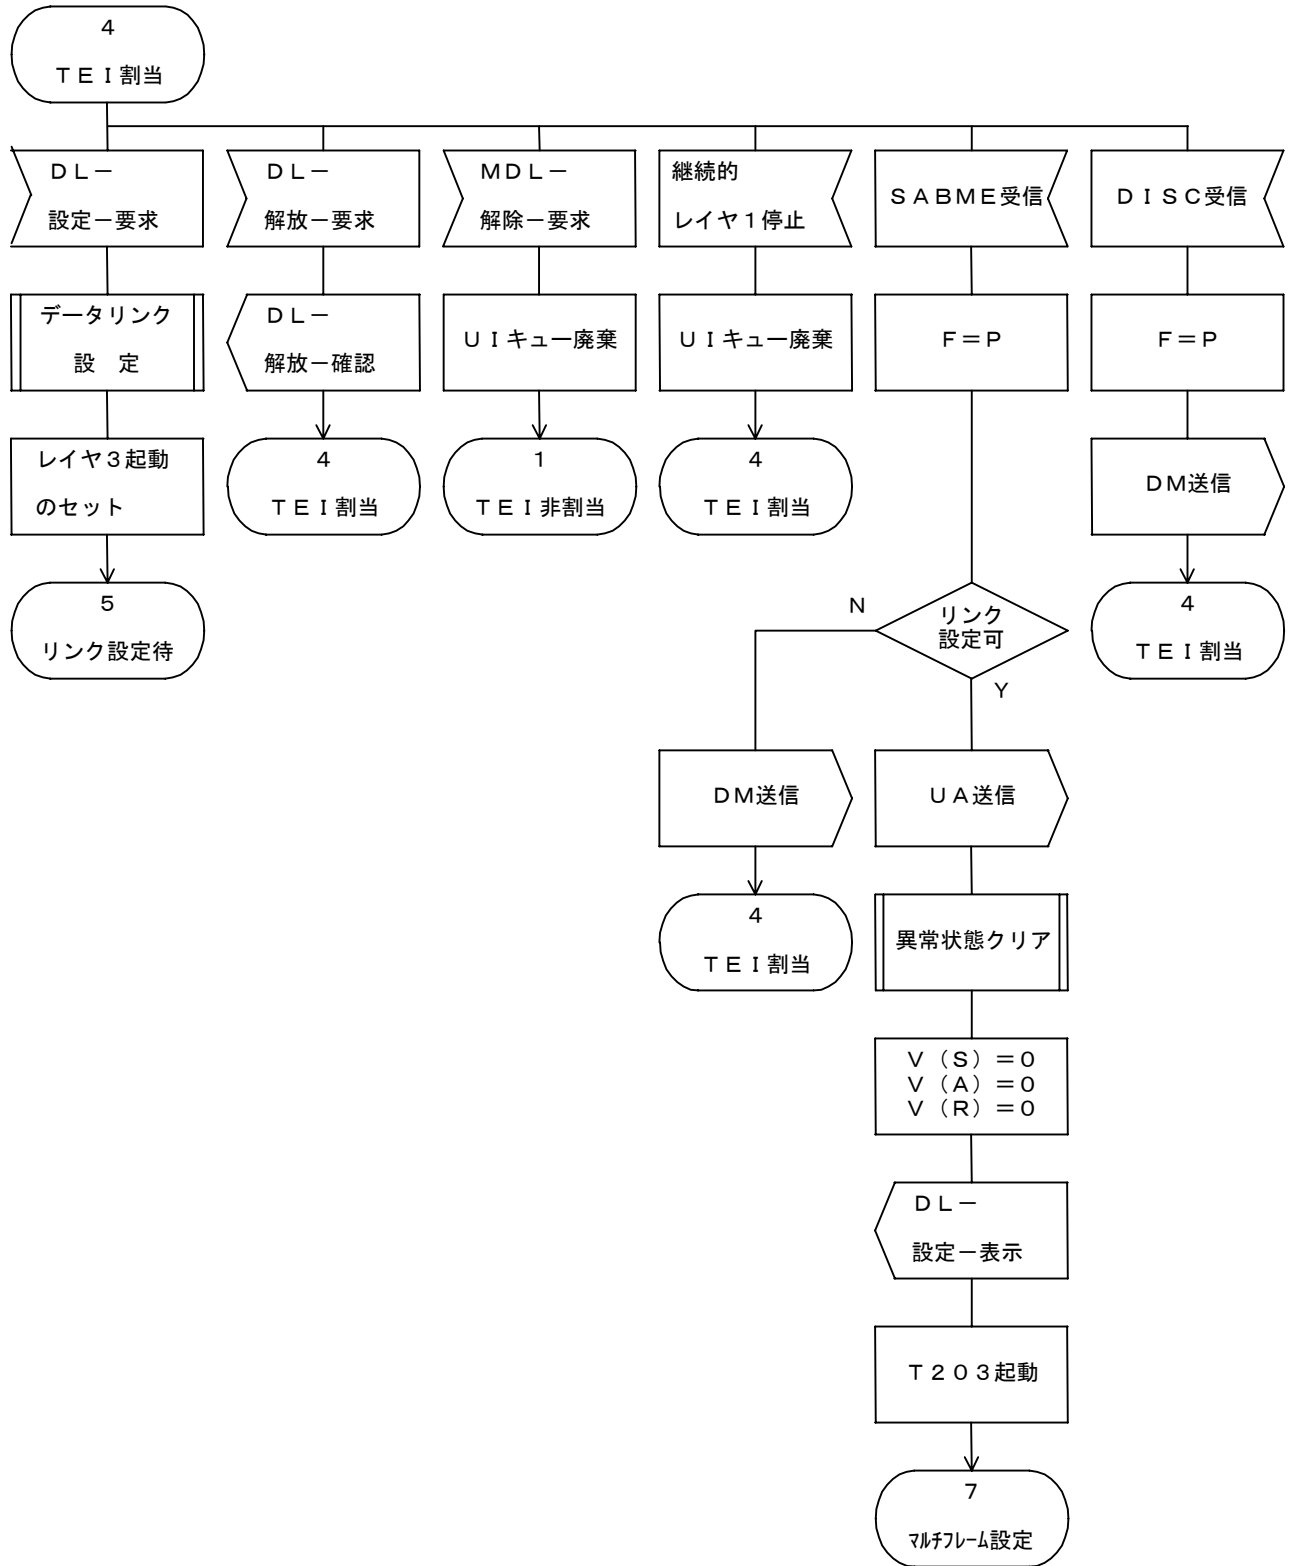 4
ＴＥＩ割当
ＤＬ－
設定－要求
ＤＬ－
解放－要求
ＭＤＬ－
解除－要求
継続的
レイヤ１停止
ＳＡＢＭＥ受信
ＤＩＳＣ受信
データリンク
設　定
ＤＬ－
解放－確認
ＵＩキュー廃棄
ＵＩキュー廃棄
Ｆ＝Ｐ
Ｆ＝Ｐ
レイヤ３起動
のセット
4
ＴＥＩ割当
1
ＴＥＩ非割当
4
ＴＥＩ割当
ＤＭ送信
5
リンク設定待
N
リンク
設定可
Y
4
ＴＥＩ割当
ＤＭ送信
ＵＡ送信
4
ＴＥＩ割当
異常状態クリア
Ｖ（Ｓ）＝０
Ｖ（Ａ）＝０
Ｖ（Ｒ）＝０
ＤＬ－
設定－表示
Ｔ２０３起動
7
ﾏﾙﾁﾌﾚｰﾑ設定